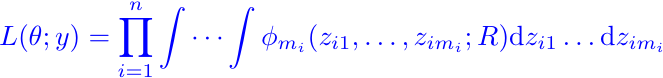 L(θ; y) = ∏_{i=1}^{n} ∫ ⋯ ∫ ϕ_{m_i}(z_{i1}, …, z_{im_i}; R)dz_{i1} … dz_{im_i}